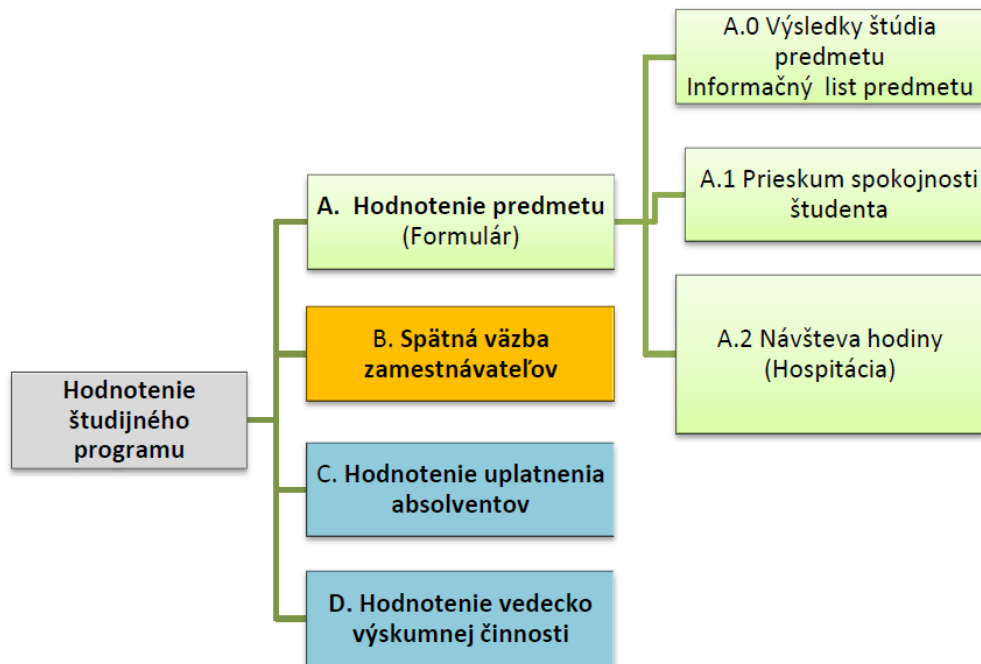 A.0 Výsledky štúdia
predmetu
Informačný list predmetu
A.1 Prieskum spokojnosti
študenta
A. Hodnotenie predmetu
(Formulár)
A.2 Návšteva hodiny
(Hospitácia)
B. Spätná väzba
zamestnávateľov
Hodnotenie
študijného
programu
C. Hodnotenie uplatnenia
absolventov
D. Hodnotenie vedecko
výskumnej činnosti